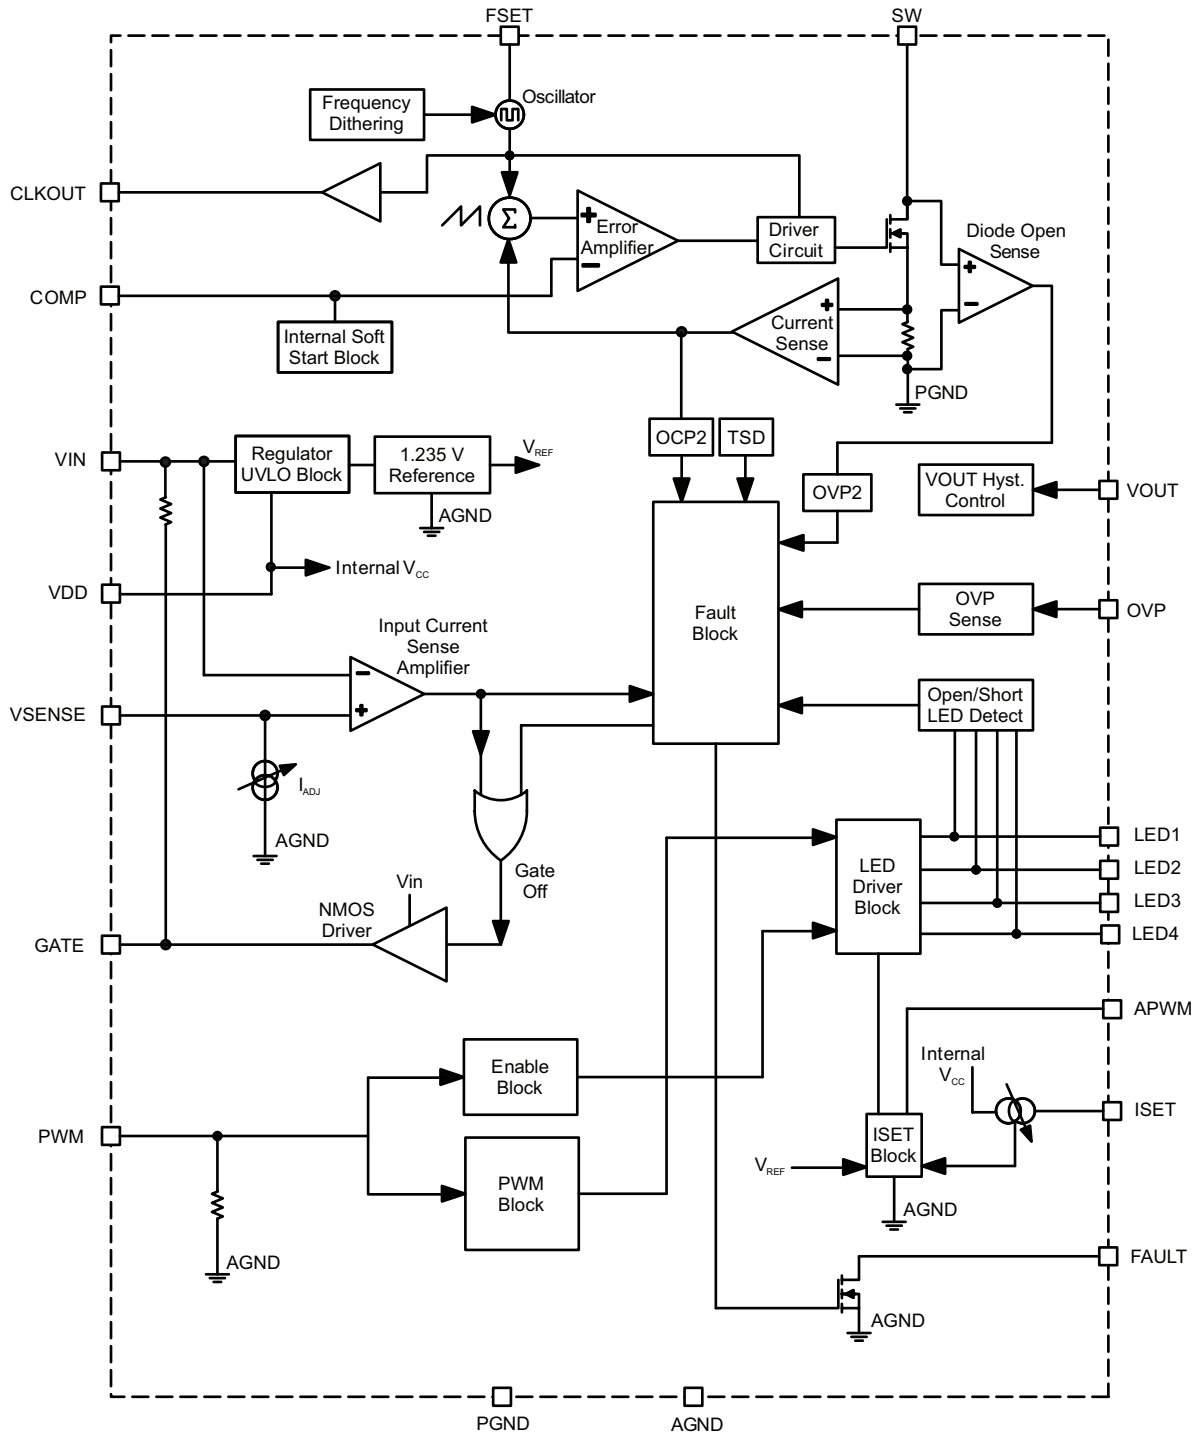 FSET
SW
Frequency
Dithering
Oscillator
CLKOUT
Σ
Error
Amplifier
Driver
Circuit
Diode Open
Sense
COMP
Internal Soft
Start Block
Current
Sense
PGND
OCP2
TSD
VIN
Regulator
UVLO Block
1.235 V
Reference
VREF
AGND
OVP2
VOUT Hyst.
Control
VOUT
Internal VCC
VDD
Fault
Block
OVP
Sense
OVP
Input Current
Sense
Amplifier
VSENSE
Open/Short
LED Detect
IADJ
AGND
LED
Driver
Block
LED1
LED2
LED3
LED4
Gate
Off
Vin
NMOS
Driver
GATE
APWM
Enable
Block
Internal
VCC
ISET
PWM
ISET
Block
VREF
PWM
Block
AGND
AGND
FAULT
AGND
PGND
AGND